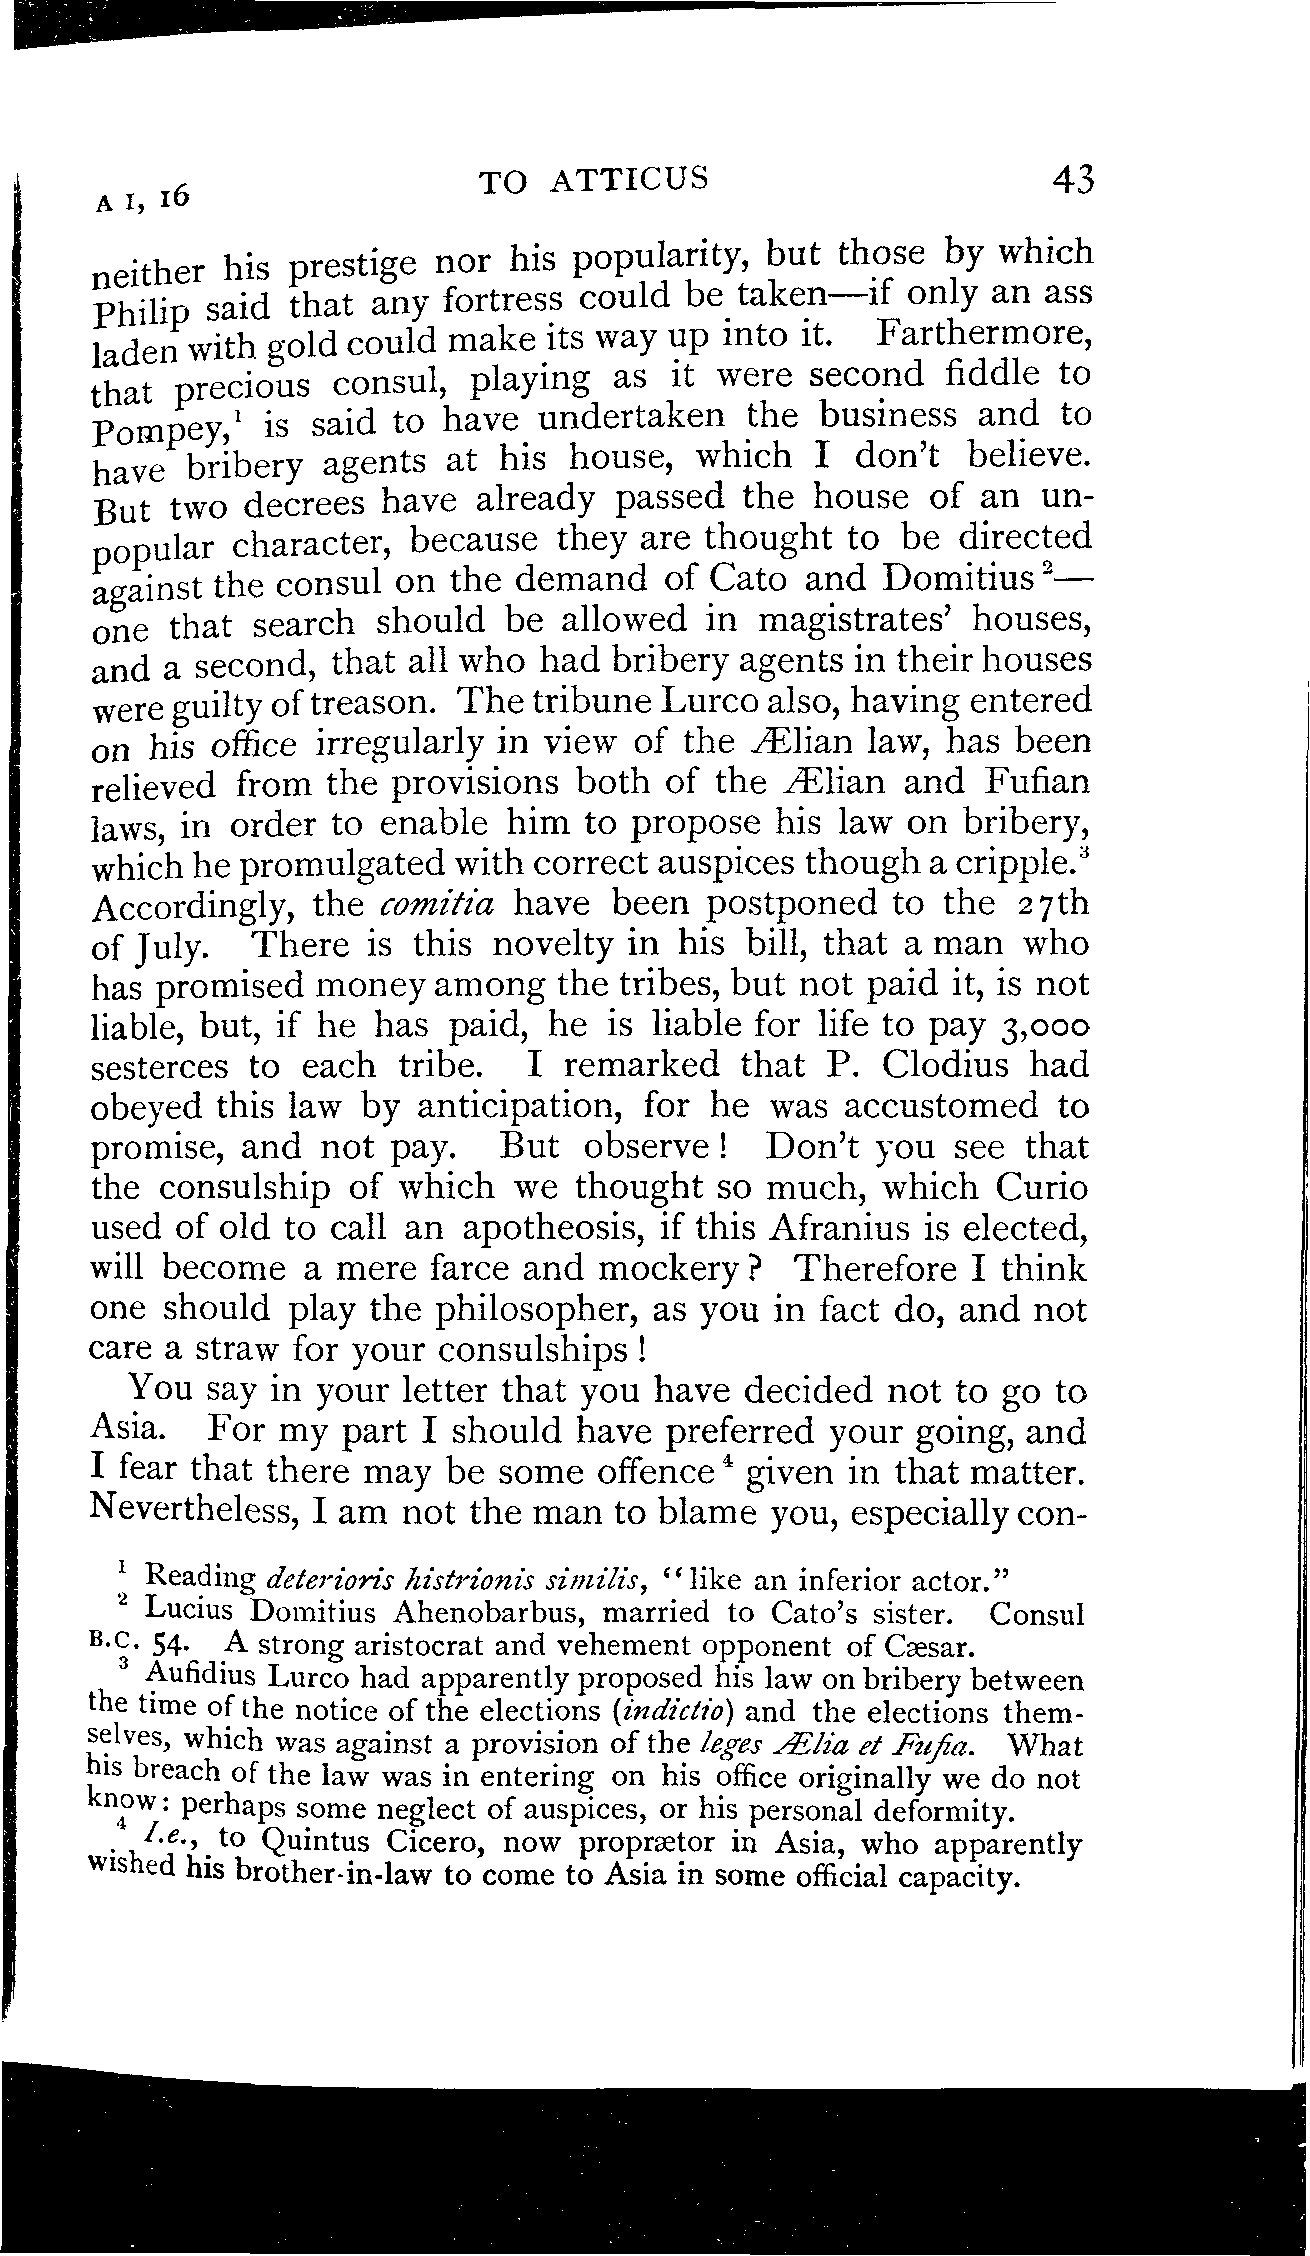 A I, 16 TO ATTICUS 43
neither his prestige nor his popularity, but those by which
Philip said that any fortress could be taken—if only an ass
laden with gold could make its way up into it. Farthermore,
that precious consul, playing as it were second fiddle to
Pompey,¹ is said to have undertaken the business and to
have bribery agents at his house, which I don't believe.
But two decrees have already passed the house of an un-
popular character, because they are thought to be directed
against the consul on the demand of Cato and Domitius²—
one that search should be allowed in magistrates' houses,
and a second, that all who had bribery agents in their houses
were guilty of treason. The tribune Lurco also, having entered
on his office irregularly in view of the Ælian law, has been
relieved from the provisions both of the Ælian and Fufian
laws, in order to enable him to propose his law on bribery,
which he promulgated with correct auspices though a cripple.³
Accordingly, the comitia have been postponed to the 27th
of July. There is this novelty in his bill, that a man who
has promised money among the tribes, but not paid it, is not
liable, but, if he has paid, he is liable for life to pay 3,000
sesterces to each tribe. I remarked that P. Clodius had
obeyed this law by anticipation, for he was accustomed to
promise, and not pay. But observe! Don't you see that
the consulship of which we thought so much, which Curio
used of old to call an apotheosis, if this Afranius is elected,
will become a mere farce and mockery? Therefore I think
one should play the philosopher, as you in fact do, and not
care a straw for your consulships!
You say in your letter that you have decided not to go to
Asia. For my part I should have preferred your going, and
I fear that there may be some offence⁴ given in that matter.
Nevertheless, I am not the man to blame you, especially con-
¹ Reading deterioris histrionis similis, "like an inferior actor."
² Lucius Domitius Ahenobarbus, married to Cato's sister. Consul
B.C. 54. A strong aristocrat and vehement opponent of Cæsar.
³ Aufidius Lurco had apparently proposed his law on bribery between
the time of the notice of the elections (indictio) and the elections them-
selves, which was against a provision of the leges Ælia et Fufia. What
his breach of the law was in entering on his office originally we do not
know: perhaps some neglect of auspices, or his personal deformity.
⁴ I.e., to Quintus Cicero, now proprætor in Asia, who apparently
wished his brother-in-law to come to Asia in some official capacity.